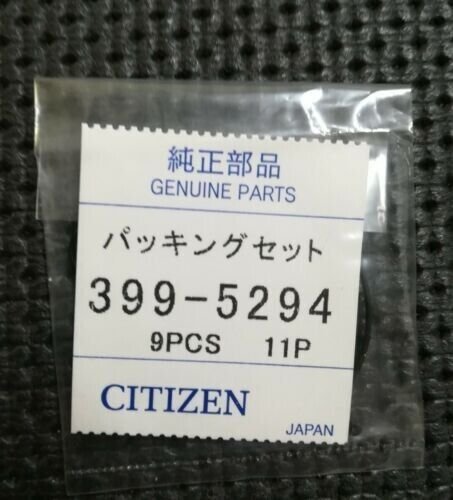 純正部品
GENUINE PARTS
パッキングセット
399-5294
9PCS 11P
CITIZEN
JAPAN